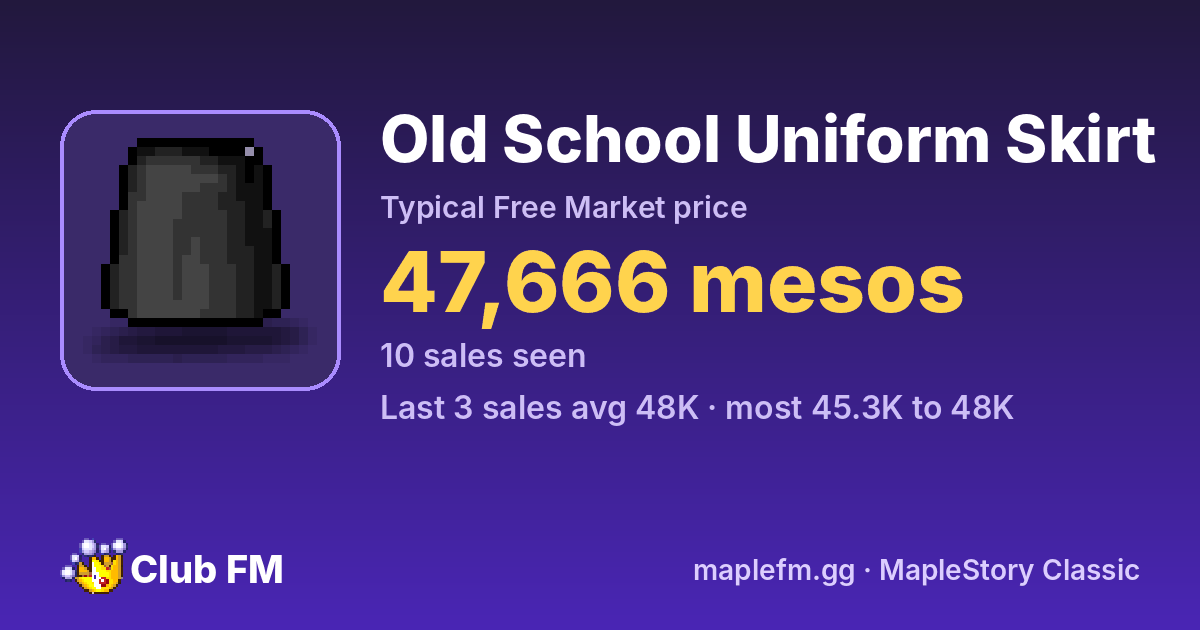 Old School Uniform Skirt
Typical Free Market price
47,666 mesos
10 sales seen
Last 3 sales avg 48K · most 45.3K to 48K
Club FM
maplefm.gg · MapleStory Classic